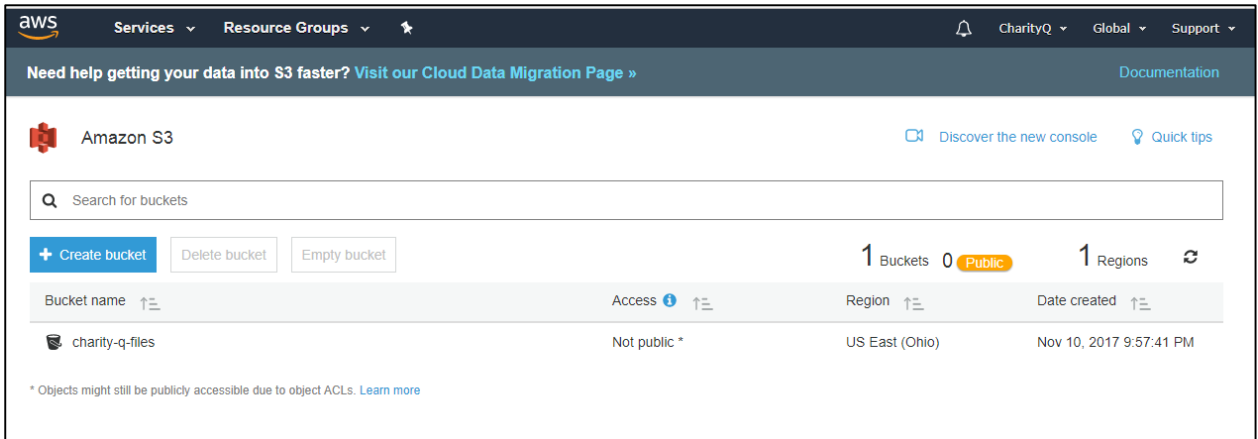 aws Services Resource Groups CharityQ Global Support
Need help getting your data into S3 faster? Visit our Cloud Data Migration Page » Documentation
Amazon S3 Discover the new console Quick tips
Search for buckets
+ Create bucket Delete bucket Empty bucket 1 Buckets 0 Public 1 Regions
Bucket name Access Region Date created
charity-q-files Not public * US East (Ohio) Nov 10, 2017 9:57:41 PM
* Objects might still be publicly accessible due to object ACLs. Learn more